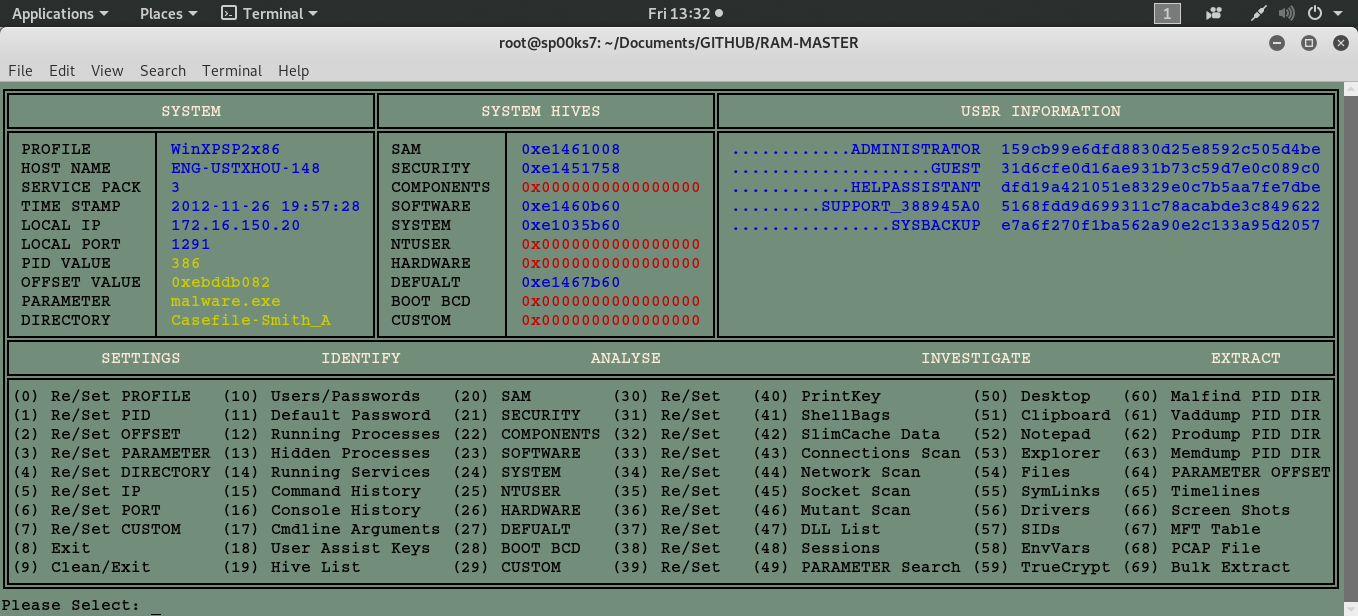 Applications Places Terminal Fri 13:32 1
root@sp00ks7: ~/Documents/GITHUB/RAM-MASTER
File Edit View Search Terminal Help
SYSTEM SYSTEM HIVES USER INFORMATION
PROFILE WinXPSP2x86 SAM 0xe1461008 ............ADMINISTRATOR 159cb99e6dfd8830d25e8592c505d4be
HOST NAME ENG-USTXHOU-148 SECURITY 0xe1451758 ....................GUEST 31d6cfe0d16ae931b73c59d7e0c089c0
SERVICE PACK 3 COMPONENTS 0x0000000000000000 ............HELPASSISTANT dfd19a421051e8329e0c7b5aa7fe7dbe
TIME STAMP 2012-11-26 19:57:28 SOFTWARE 0xe1460b60 .........SUPPORT_388945A0 5168fdd9d699311c78acabde3c849622
LOCAL IP 172.16.150.20 SYSTEM 0xe1035b60 ................SYSBACKUP e7a6f270f1ba562a90e2c133a95d2057
LOCAL PORT 1291 NTUSER 0x0000000000000000
PID VALUE 386 HARDWARE 0x0000000000000000
OFFSET VALUE 0xebddb082 DEFUALT 0xe1467b60
PARAMETER malware.exe BOOT BCD 0x0000000000000000
DIRECTORY Casefile-Smith_A CUSTOM 0x0000000000000000
SETTINGS IDENTIFY ANALYSE INVESTIGATE EXTRACT
(0) Re/Set PROFILE (10) Users/Passwords (20) SAM (30) Re/Set (40) PrintKey (50) Desktop (60) Malfind PID DIR
(1) Re/Set PID (11) Default Password (21) SECURITY (31) Re/Set (41) ShellBags (51) Clipboard (61) Vaddump PID DIR
(2) Re/Set OFFSET (12) Running Processes (22) COMPONENTS (32) Re/Set (42) SlimCache Data (52) Notepad (62) Prodump PID DIR
(3) Re/Set PARAMETER (13) Hidden Processes (23) SOFTWARE (33) Re/Set (43) Connections Scan (53) Explorer (63) Memdump PID DIR
(4) Re/Set DIRECTORY (14) Running Services (24) SYSTEM (34) Re/Set (44) Network Scan (54) Files (64) PARAMETER OFFSET
(5) Re/Set IP (15) Command History (25) NTUSER (35) Re/Set (45) Socket Scan (55) SymLinks (65) Timelines
(6) Re/Set PORT (16) Console History (26) HARDWARE (36) Re/Set (46) Mutant Scan (56) Drivers (66) Screen Shots
(7) Re/Set CUSTOM (17) Cmdline Arguments (27) DEFUALT (37) Re/Set (47) DLL List (57) SIDs (67) MFT Table
(8) Exit (18) User Assist Keys (28) BOOT BCD (38) Re/Set (48) Sessions (58) EnvVars (68) PCAP File
(9) Clean/Exit (19) Hive List (29) CUSTOM (39) Re/Set (49) PARAMETER Search (59) TrueCrypt (69) Bulk Extract
Please Select: _